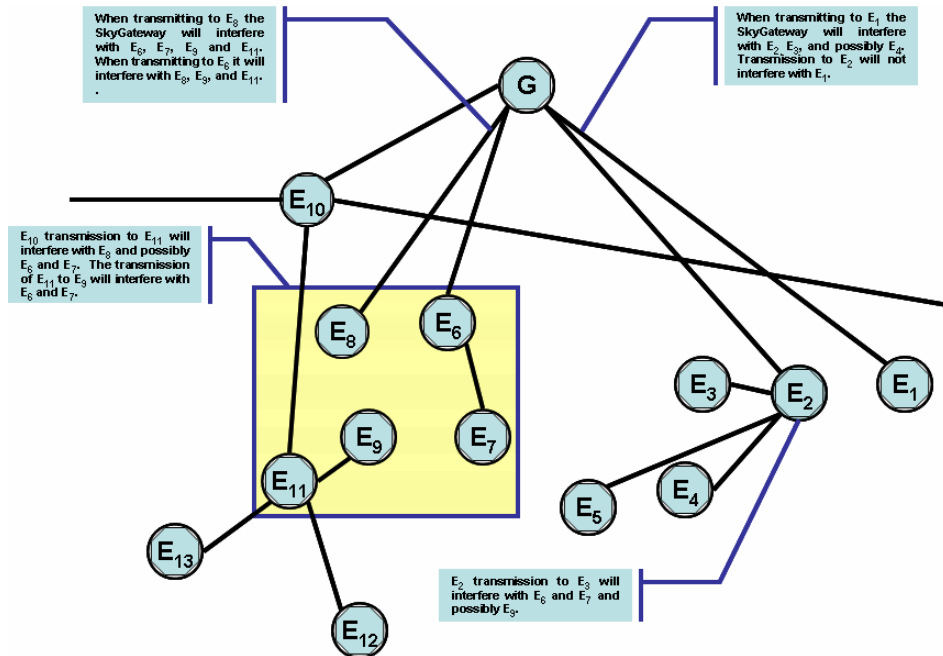 When transmitting to E8 the
SkyGateway will interfere
with E6, E7, E9 and E11.
When transmitting to E6 it will
interfere with E8, E9, and E11.
.
When transmitting to E1 the
SkyGateway will interfere
with E2, E3, and possibly E4.
Transmission to E2 will not
interfere with E1.
G
E10
E10 transmission to E11 will
interfere with E8 and possibly
E6 and E7. The transmission
of E11 to E9 will interfere with
E6 and E7.
E8
E6
E3
E2
E1
E9
E7
E11
E5
E4
E13
E12
E2 transmission to E3 will
interfere with E6 and E7 and
possibly E9.